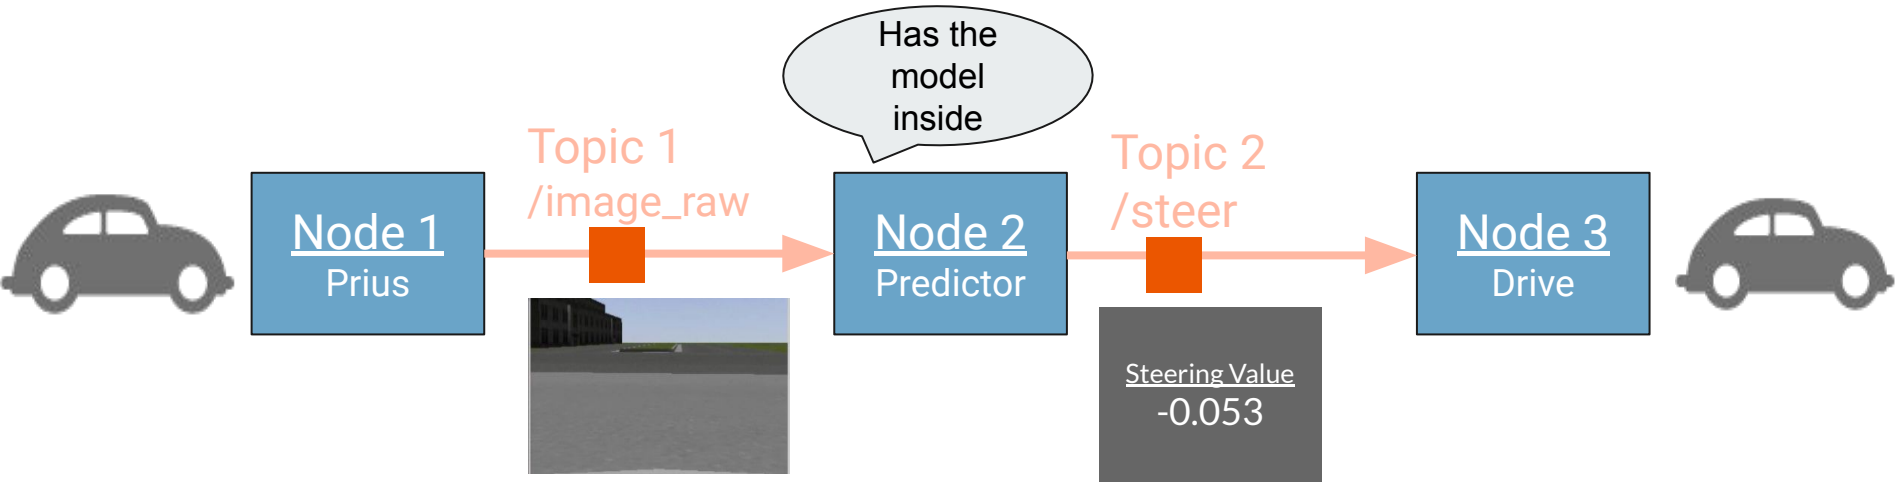 Has the
model
inside
Topic 1
/image_raw
Topic 2
/steer
Node 1
Prius
Node 2
Predictor
Node 3
Drive
Steering Value
-0.053